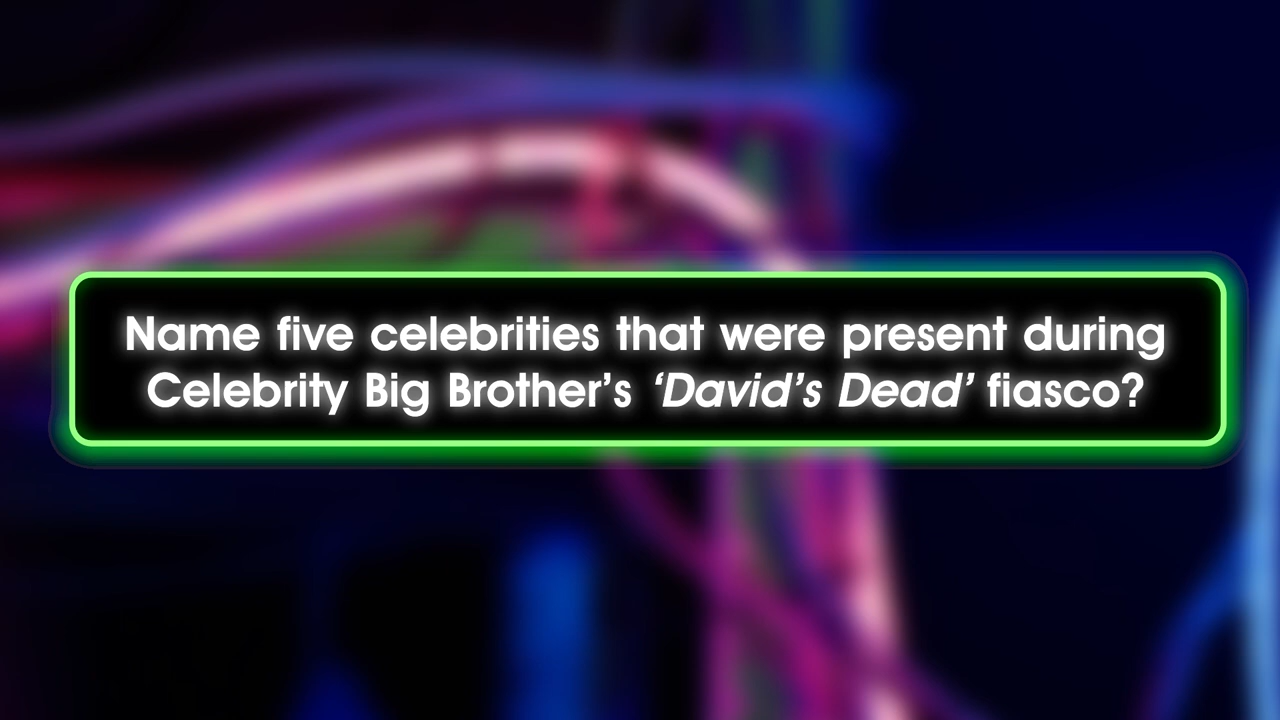 Name five celebrities that were present during
Celebrity Big Brother’s ‘David’s Dead’ fiasco?